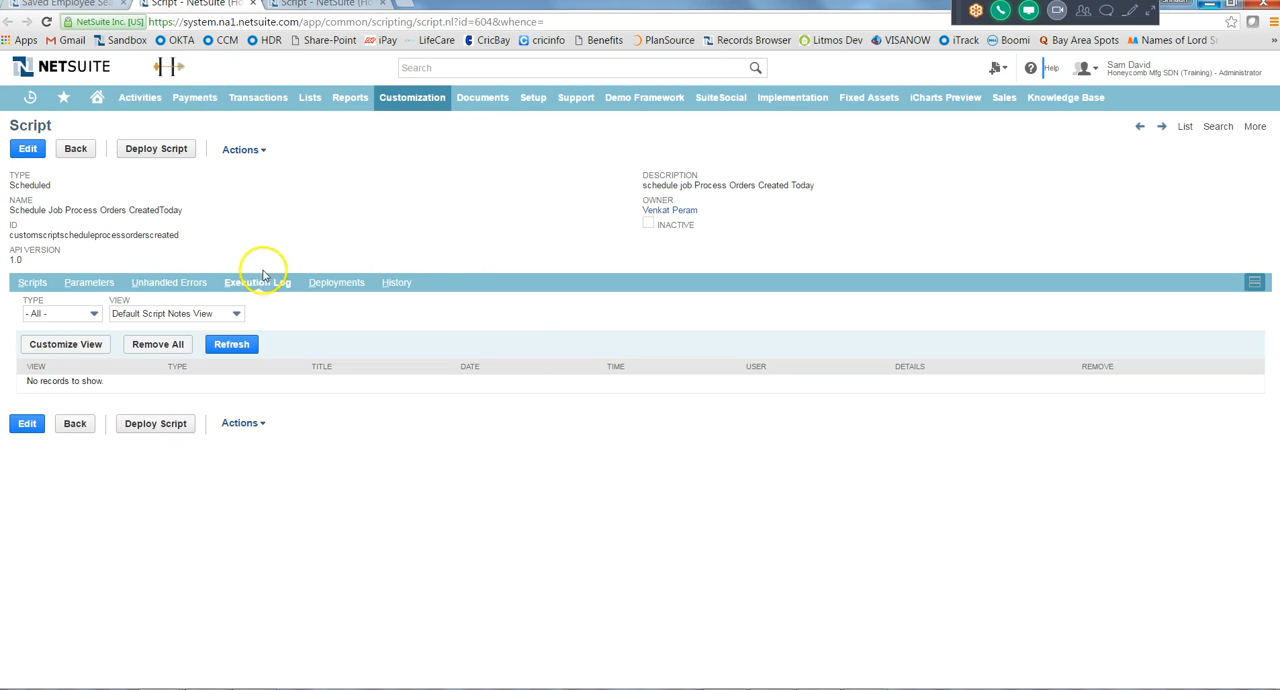 Saved Employee Sea
Script - NetSuite (Ho
Script - NetSuite (Ho
NetSuite Inc. [US] https://system.na1.netsuite.com/app/common/scripting/script.nl?id=604&whence=
Apps Gmail Sandbox OKTA CCM HDR Share-Point iPay LifeCare CricBay cricinfo Benefits PlanSource Records Browser Litmos Dev VISANOW iTrack Boomi Bay Area Spots Names of Lord »
NETSUITE H Search Help Sam David
Honeycomb Mfg SDN (Training) - Administrator
Activities Payments Transactions Lists Reports Customization Documents Setup Support Demo Framework SuiteSocial Implementation Fixed Assets iCharts Preview Sales Knowledge Base
Script List Search More
Edit Back Deploy Script Actions
TYPE
Scheduled
NAME
Schedule Job Process Orders CreatedToday
ID
customscriptscheduleprocessorderscreated
API VERSION
1.0
DESCRIPTION
schedule job Process Orders Created Today
OWNER
Venkat Peram
INACTIVE
Scripts Parameters Unhandled Errors Execution Log Deployments History
TYPE VIEW
- All - Default Script Notes View
Customize View Remove All Refresh
VIEW TYPE TITLE DATE TIME USER DETAILS REMOVE
No records to show.
Edit Back Deploy Script Actions